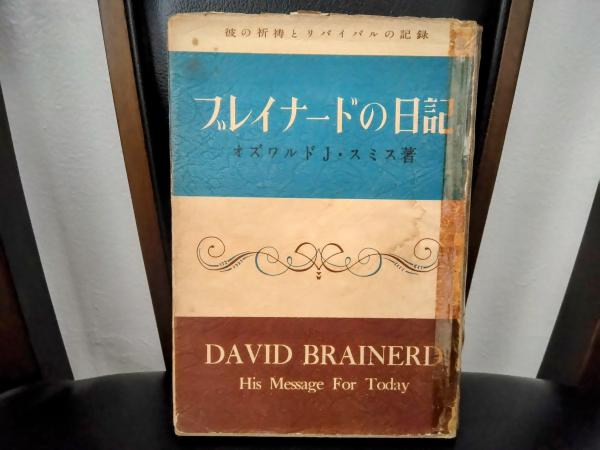 彼の祈祷とリバイバルの記録
ブレイナードの日記
オズワルドJ・スミス著
DAVID BRAINERD
His Message For Today